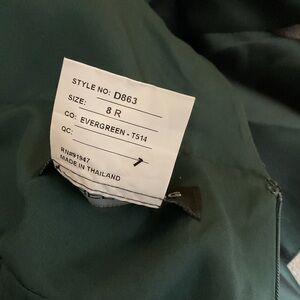 STYLE NO: D863
SIZE: 8 R
CO: EVERGREEN - T514
QC:
RN#91947
MADE IN THAILAND